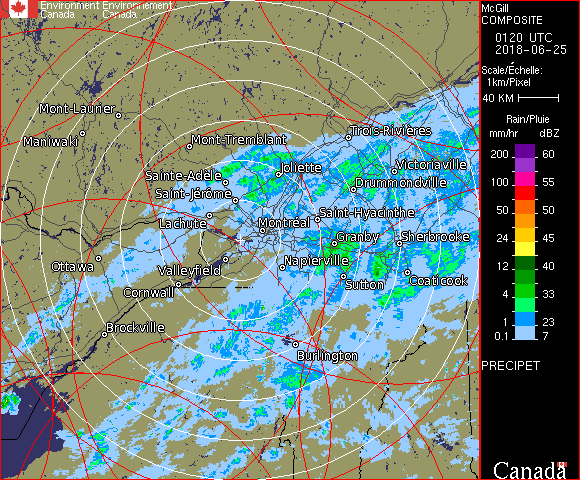 Environment Environnement
Canada Canada
McGill
COMPOSITE
0120 UTC
2018-06-25
Scale/Échelle:
1km/Pixel
40 KM
Rain/Pluie
mm/hr dBZ
200 60
100 55
50 50
24 45
12 40
4 33
1 23
0.1 7
PRECIPET
Mont-Laurier
Maniwaki
Mont-Tremblant
Trois-Rivières
Sainte-Adèle
Joliette
Victoriaville
Saint-Jérôme
Drummondville
Lachute
Saint-Hyacinthe
Montréal
Granby
Sherbrooke
Ottawa
Valleyfield
Napierville
Cornwall
Sutton
Coaticook
Brockville
Burlington
Canada